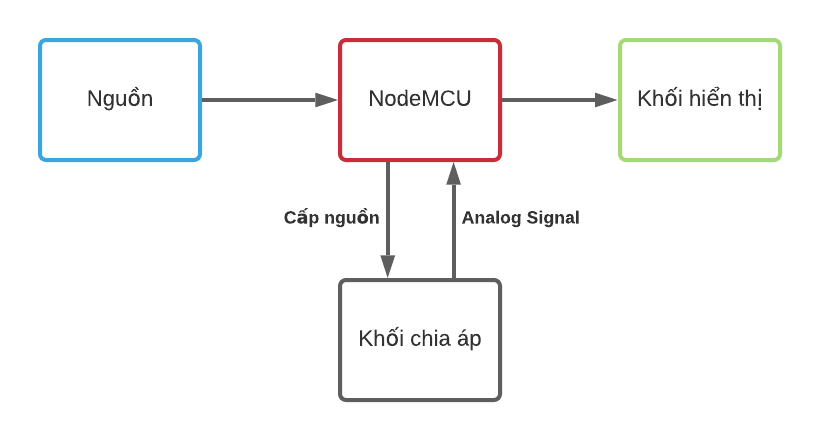 Nguồn
NodeMCU
Khối hiển thị
Cấp nguồn
Analog Signal
Khối chia áp